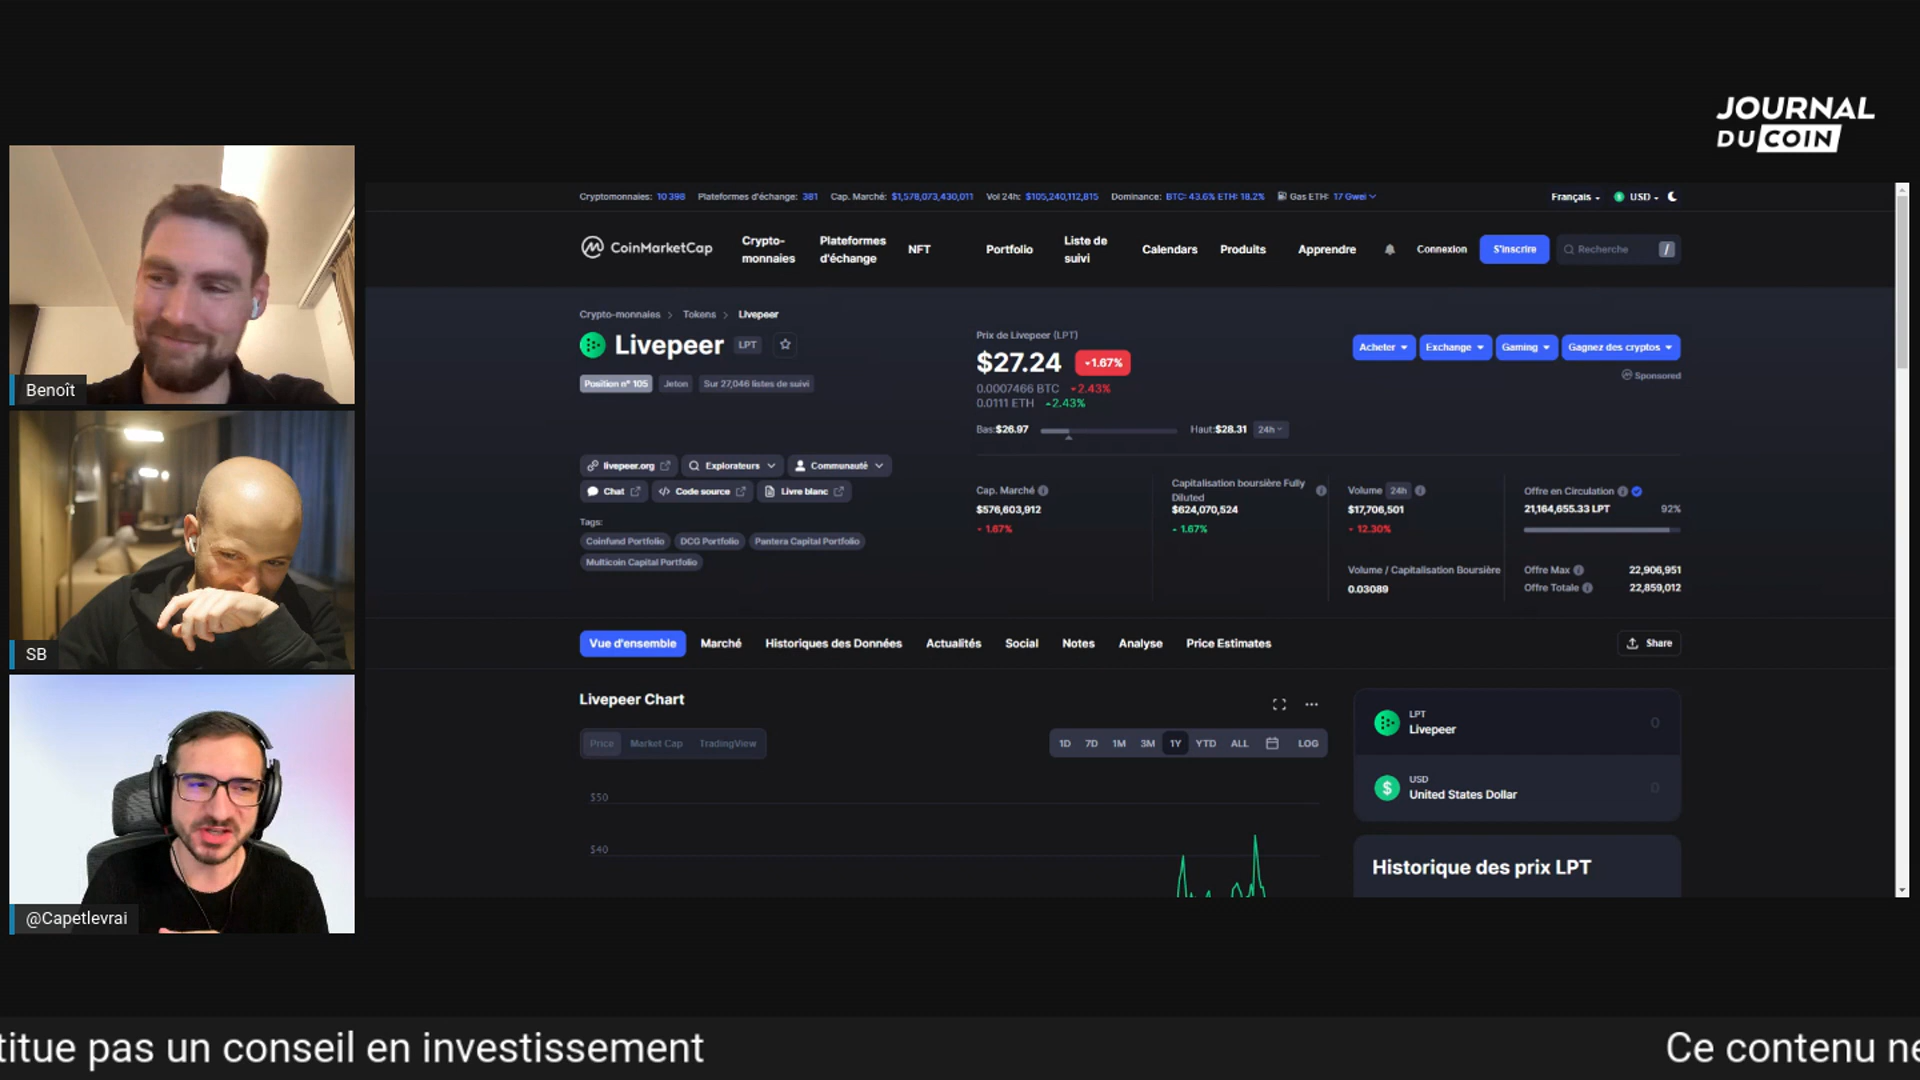 JOURNAL
DU COIN
Benoît
SB
@Capetlevrai
Cryptomonnaies: 10 398 Plateformes d'échange: 381 Cap. Marché: $1,578,073,430,011 Vol 24h: $105,240,112,815 Dominance: BTC: 43.6% ETH: 18.2% Gas ETH: 17 Gwei
Français USD
CoinMarketCap
Crypto-
monnaies
Plateformes
d'échange
NFT
Portfolio
Liste de
suivi
Calendars
Produits
Apprendre
Connexion
S'inscrire
Recherche /
Crypto-monnaies > Tokens > Livepeer
Livepeer LPT
Position n° 105 Jeton Sur 27,046 listes de suivi
livepeer.org Explorateurs Communauté
Chat Code source Livre blanc
Tags:
Coinfund Portfolio DCG Portfolio Pantera Capital Portfolio
Multicoin Capital Portfolio
Prix de Livepeer (LPT)
$27.24 1.67%
0.0007466 BTC 2.43%
0.0111 ETH 2.43%
Bas:$26.97 Haut:$28.31 24h
Acheter Exchange Gaming Gagnez des cryptos
Sponsored
Cap. Marché
$576,603,912
1.67%
Capitalisation boursière Fully
Diluted
$624,070,524
1.67%
Volume 24h
$17,706,501
12.30%
Volume / Capitalisation Boursière
0.03089
Offre en Circulation
21,164,655.33 LPT 92%
Offre Max 22,906,951
Offre Totale 22,859,012
Vue d'ensemble Marché Historiques des Données Actualités Social Notes Analyse Price Estimates Share
Livepeer Chart
Price Market Cap TradingView
1D 7D 1M 3M 1Y YTD ALL LOG
$50
$40
LPT
Livepeer 0
USD
United States Dollar 0
Historique des prix LPT
titue pas un conseil en investissement
Ce contenu ne